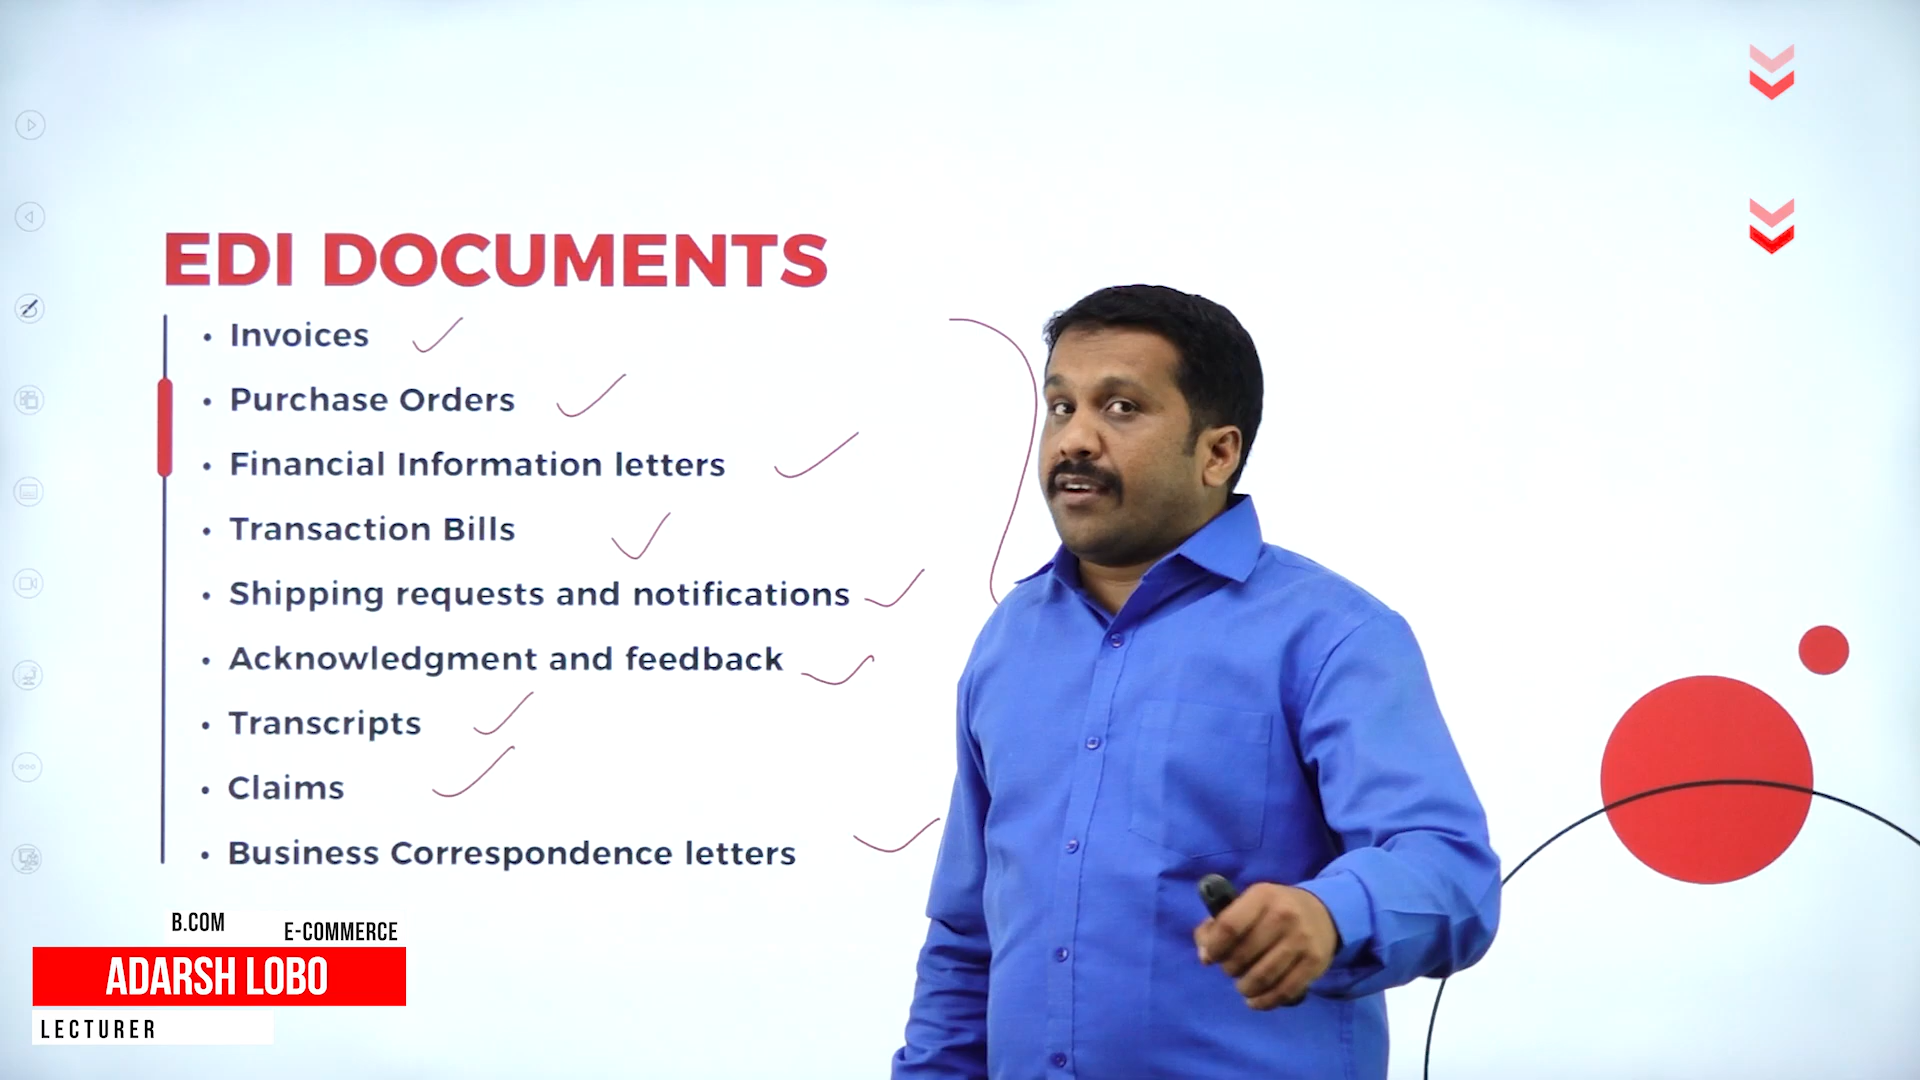 EDI DOCUMENTS
• Invoices
• Purchase Orders
• Financial Information letters
• Transaction Bills
• Shipping requests and notifications
• Acknowledgment and feedback
• Transcripts
• Claims
• Business Correspondence letters
B.COM
E-COMMERCE
ADARSH LOBO
LECTURER